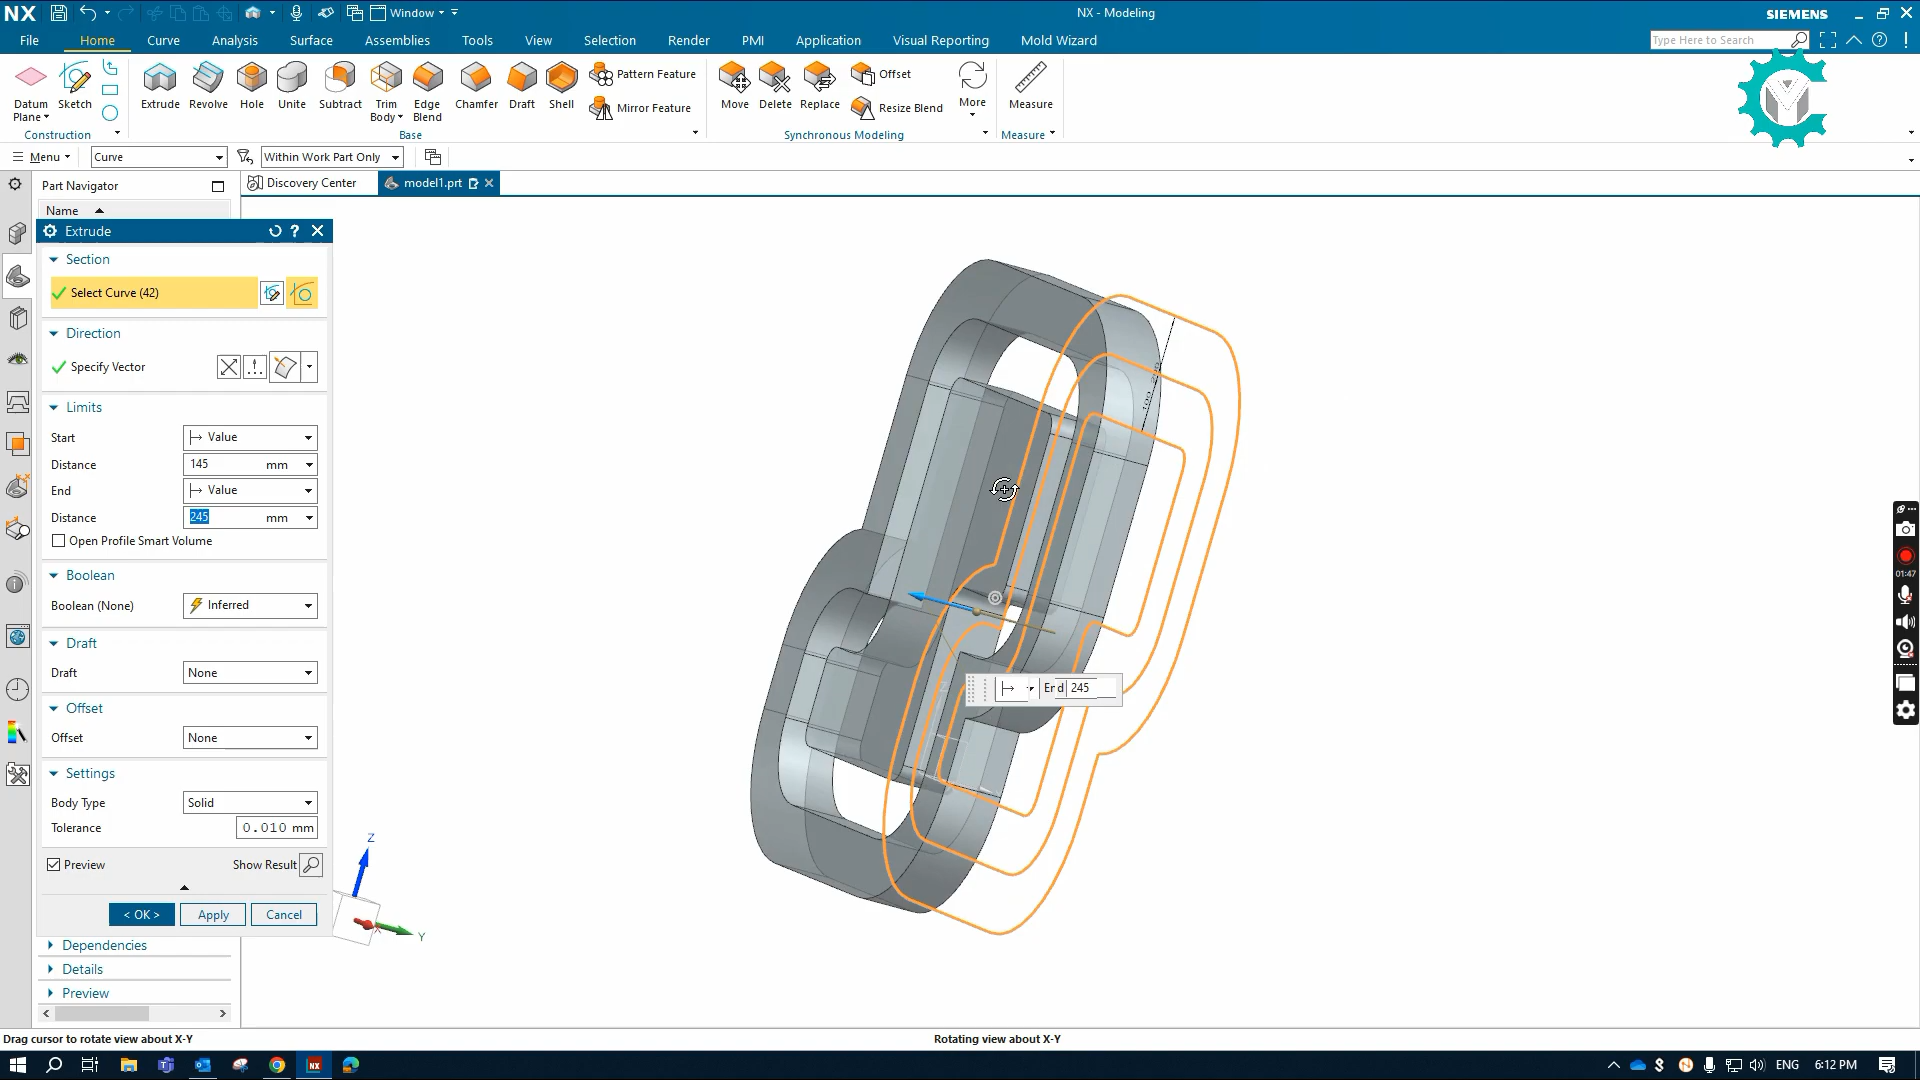 NX
Window
NX - Modeling
SIEMENS
File
Home
Curve
Analysis
Surface
Assemblies
Tools
View
Selection
Render
PMI
Application
Visual Reporting
Mold Wizard
Type Here to Search
Datum Plane
Sketch
Extrude
Revolve
Hole
Unite
Subtract
Trim Body
Edge Blend
Chamfer
Draft
Shell
Pattern Feature
Mirror Feature
Move
Delete
Replace
Offset
Resize Blend
More
Measure
Construction
Base
Synchronous Modeling
Measure
Menu
Curve
Within Work Part Only
Part Navigator
Discovery Center
model1.prt
Name
Extrude
Section
Select Curve (42)
Direction
Specify Vector
Limits
Start
Value
Distance
145 mm
End
Value
Distance
245 mm
Open Profile Smart Volume
Boolean
Boolean (None)
Inferred
Draft
Draft
None
Offset
Offset
None
Settings
Body Type
Solid
Tolerance
0.010 mm
Preview
Show Result
< OK >
Apply
Cancel
Dependencies
Details
Preview
End 245
Z
Y
X
01:47
Drag cursor to rotate view about X-Y
Rotating view about X-Y
ENG
6:12 PM